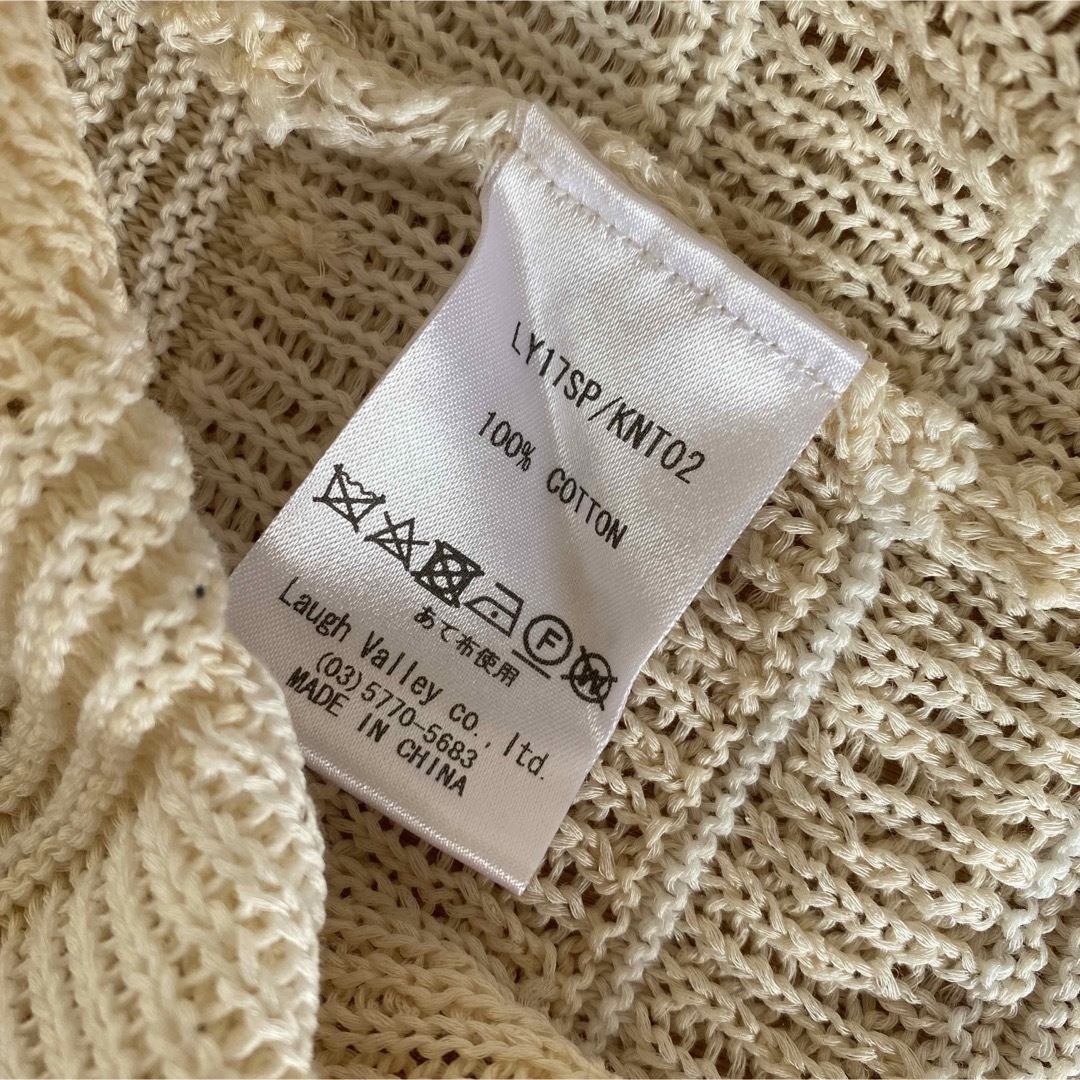 LY17SP/KNT02
100% COTTON
F
あて布使用
Laugh Valley co., ltd.
(03)5770-5683
MADE IN CHINA